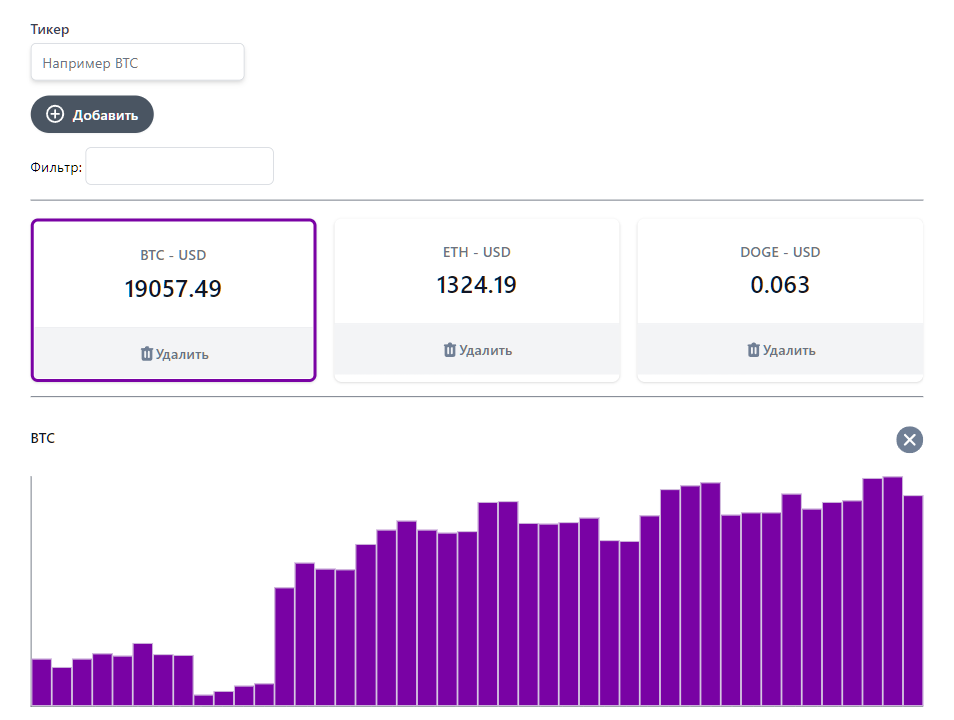 Тикер
Например BTC
Добавить
Фильтр:
BTC - USD
19057.49
Удалить
ETH - USD
1324.19
Удалить
DOGE - USD
0.063
Удалить
BTC